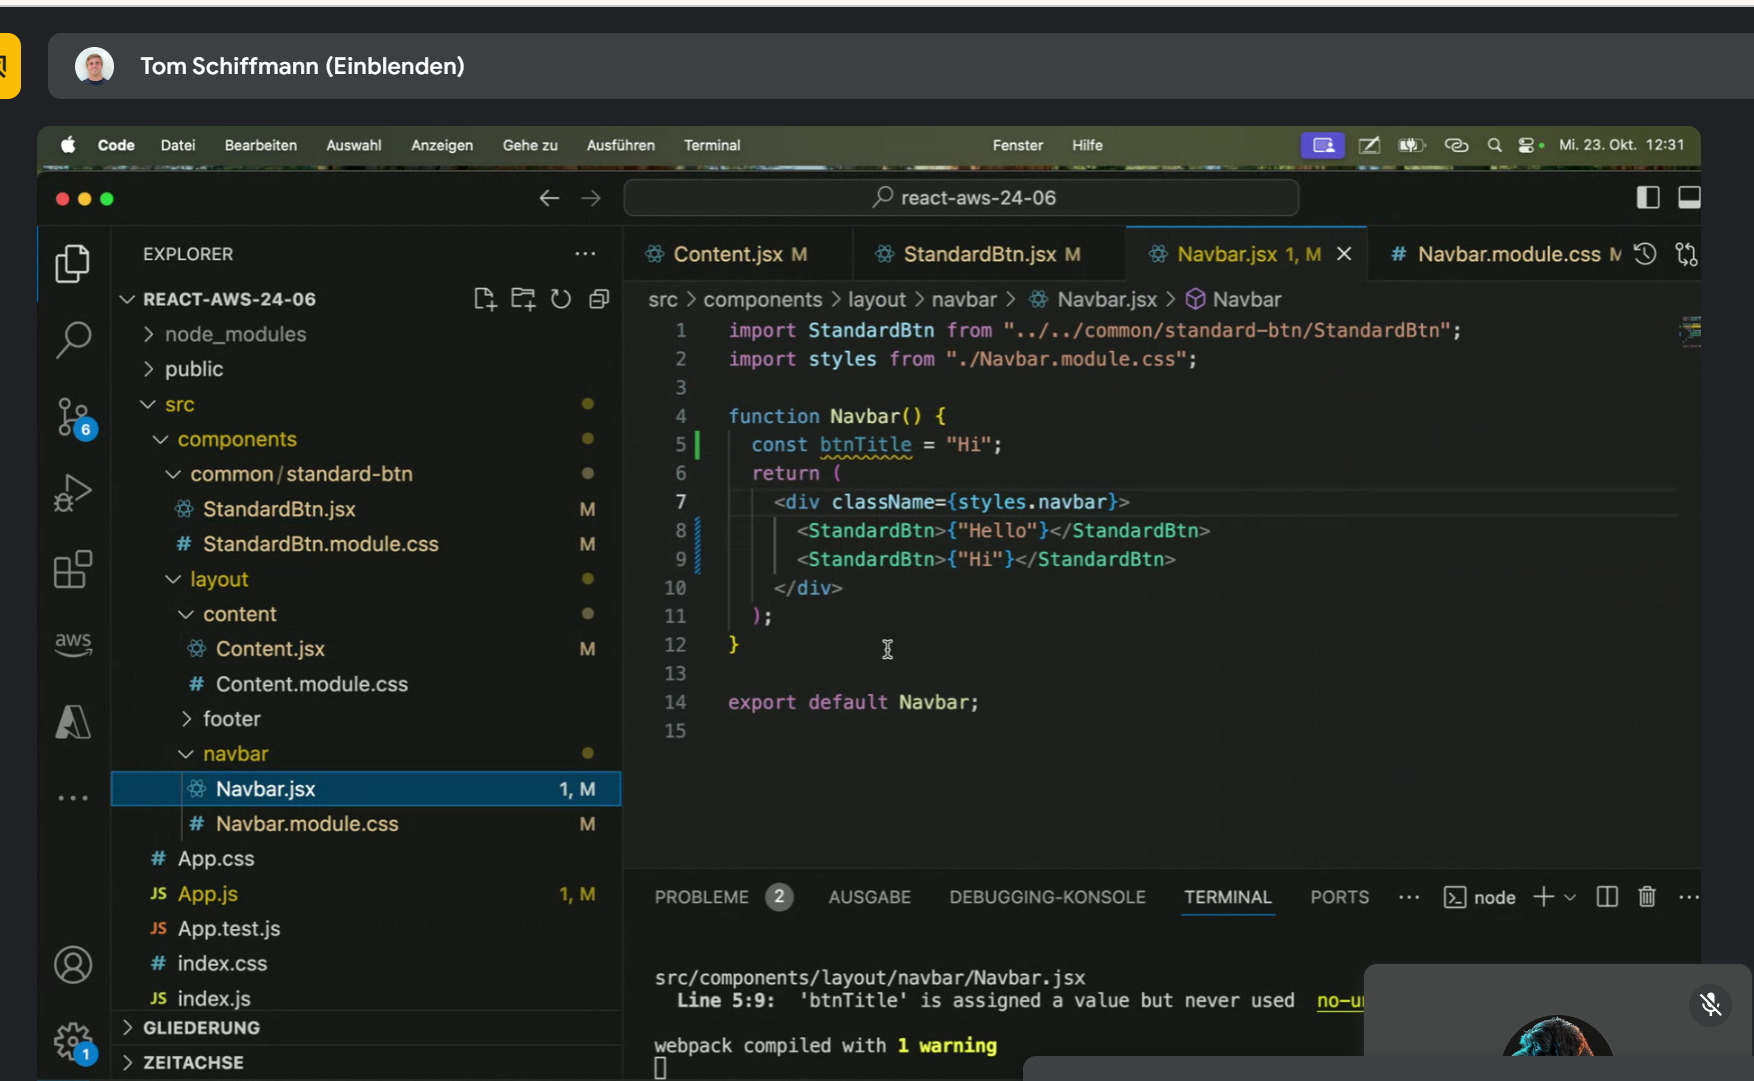 Tom Schiffmann (Einblenden)
Code Datei Bearbeiten Auswahl Anzeigen Gehe zu Ausführen Terminal Fenster Hilfe Mi. 23. Okt. 12:31
react-aws-24-06
EXPLORER
REACT-AWS-24-06
node_modules
public
src
components
common/standard-btn
StandardBtn.jsx M
# StandardBtn.module.css M
layout
content
Content.jsx M
# Content.module.css
footer
navbar
Navbar.jsx 1, M
# Navbar.module.css M
# App.css
JS App.js 1, M
JS App.test.js
# index.css
JS index.js
GLIEDERUNG
ZEITACHSE
6
aws
1
Content.jsx M StandardBtn.jsx M Navbar.jsx 1, M # Navbar.module.css M
src > components > layout > navbar > Navbar.jsx > Navbar
1 import StandardBtn from "../../common/standard-btn/StandardBtn";
2 import styles from "./Navbar.module.css";
3
4 function Navbar() {
5 const btnTitle = "Hi";
6 return (
7 <div className={styles.navbar}>
8 <StandardBtn>{"Hello"}</StandardBtn>
9 <StandardBtn>{"Hi"}</StandardBtn>
10 </div>
11 );
12 }
13
14 export default Navbar;
15
PROBLEME 2 AUSGABE DEBUGGING-KONSOLE TERMINAL PORTS node
src/components/layout/navbar/Navbar.jsx
Line 5:9: 'btnTitle' is assigned a value but never used
webpack compiled with 1 warning